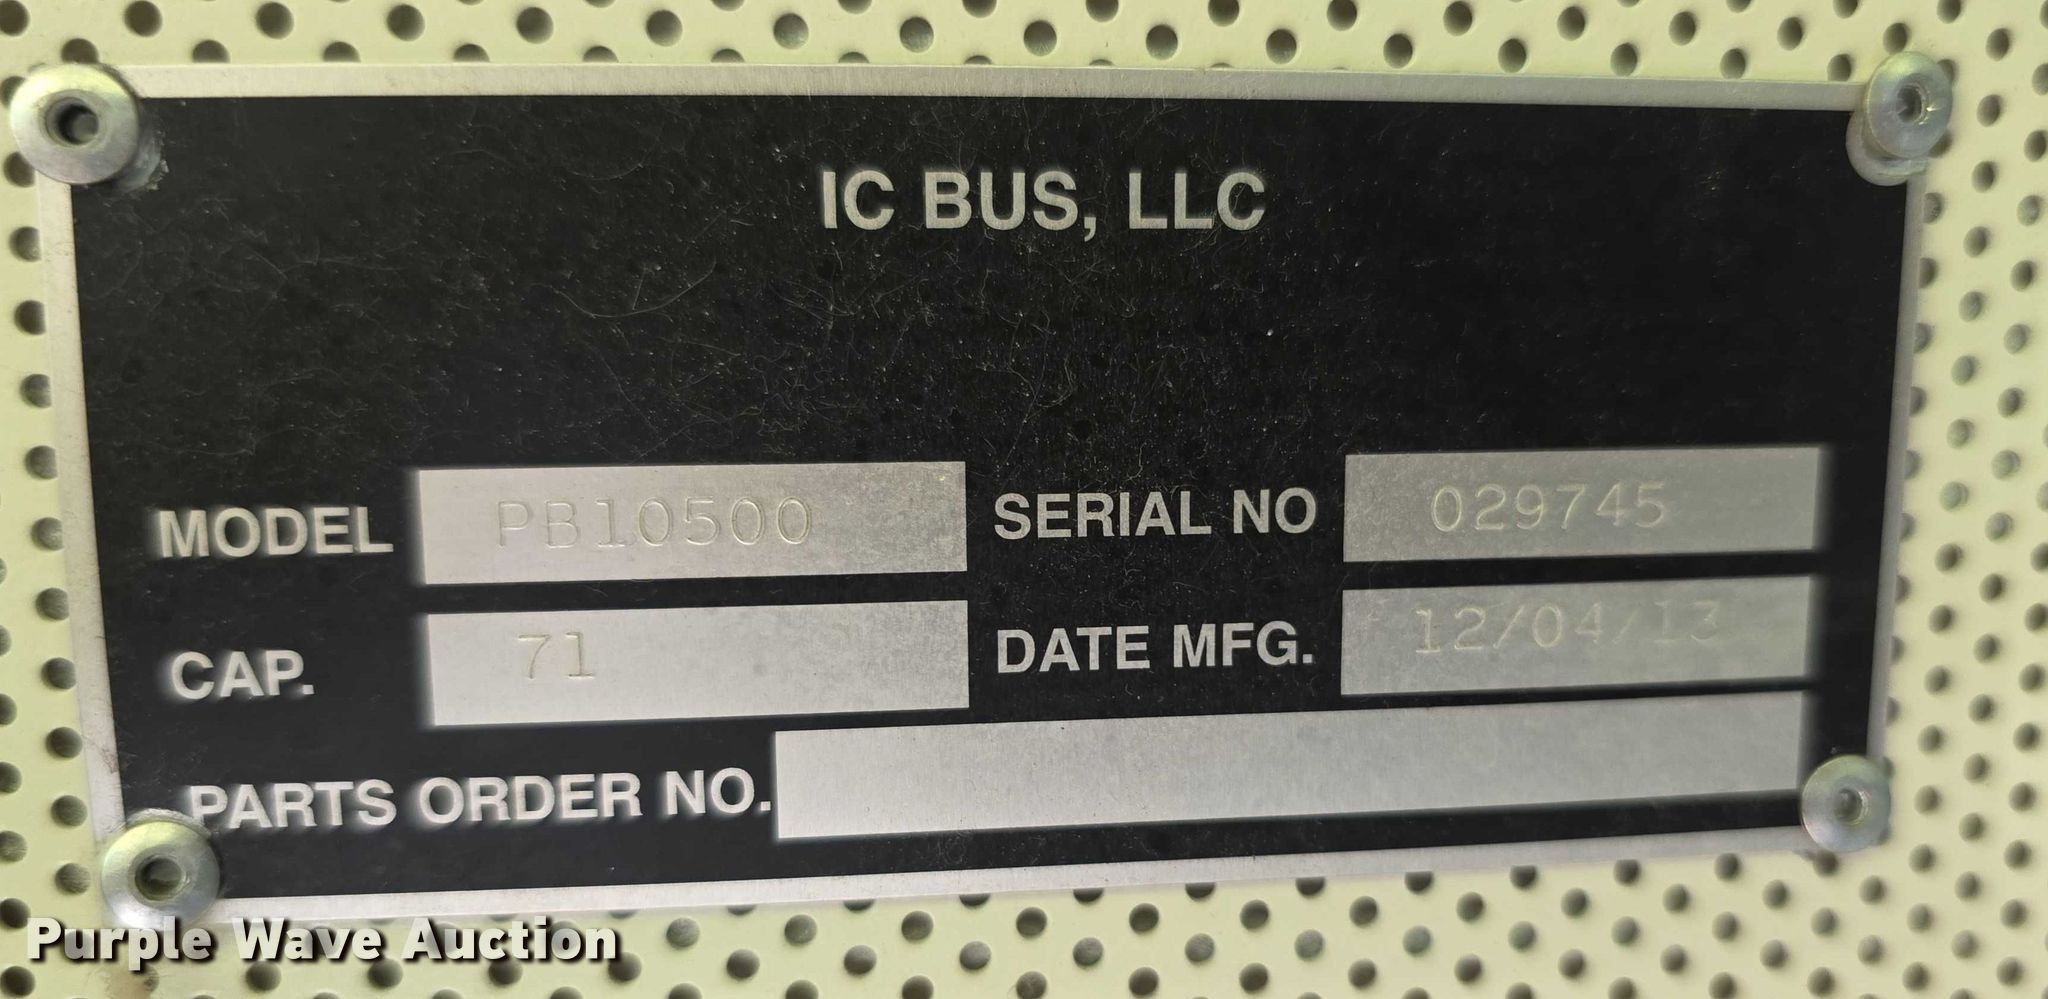 IC BUS, LLC
MODEL PB10500 SERIAL NO 029745
CAP. 71 DATE MFG. 12/04/13
PARTS ORDER NO.
Purple Wave Auction